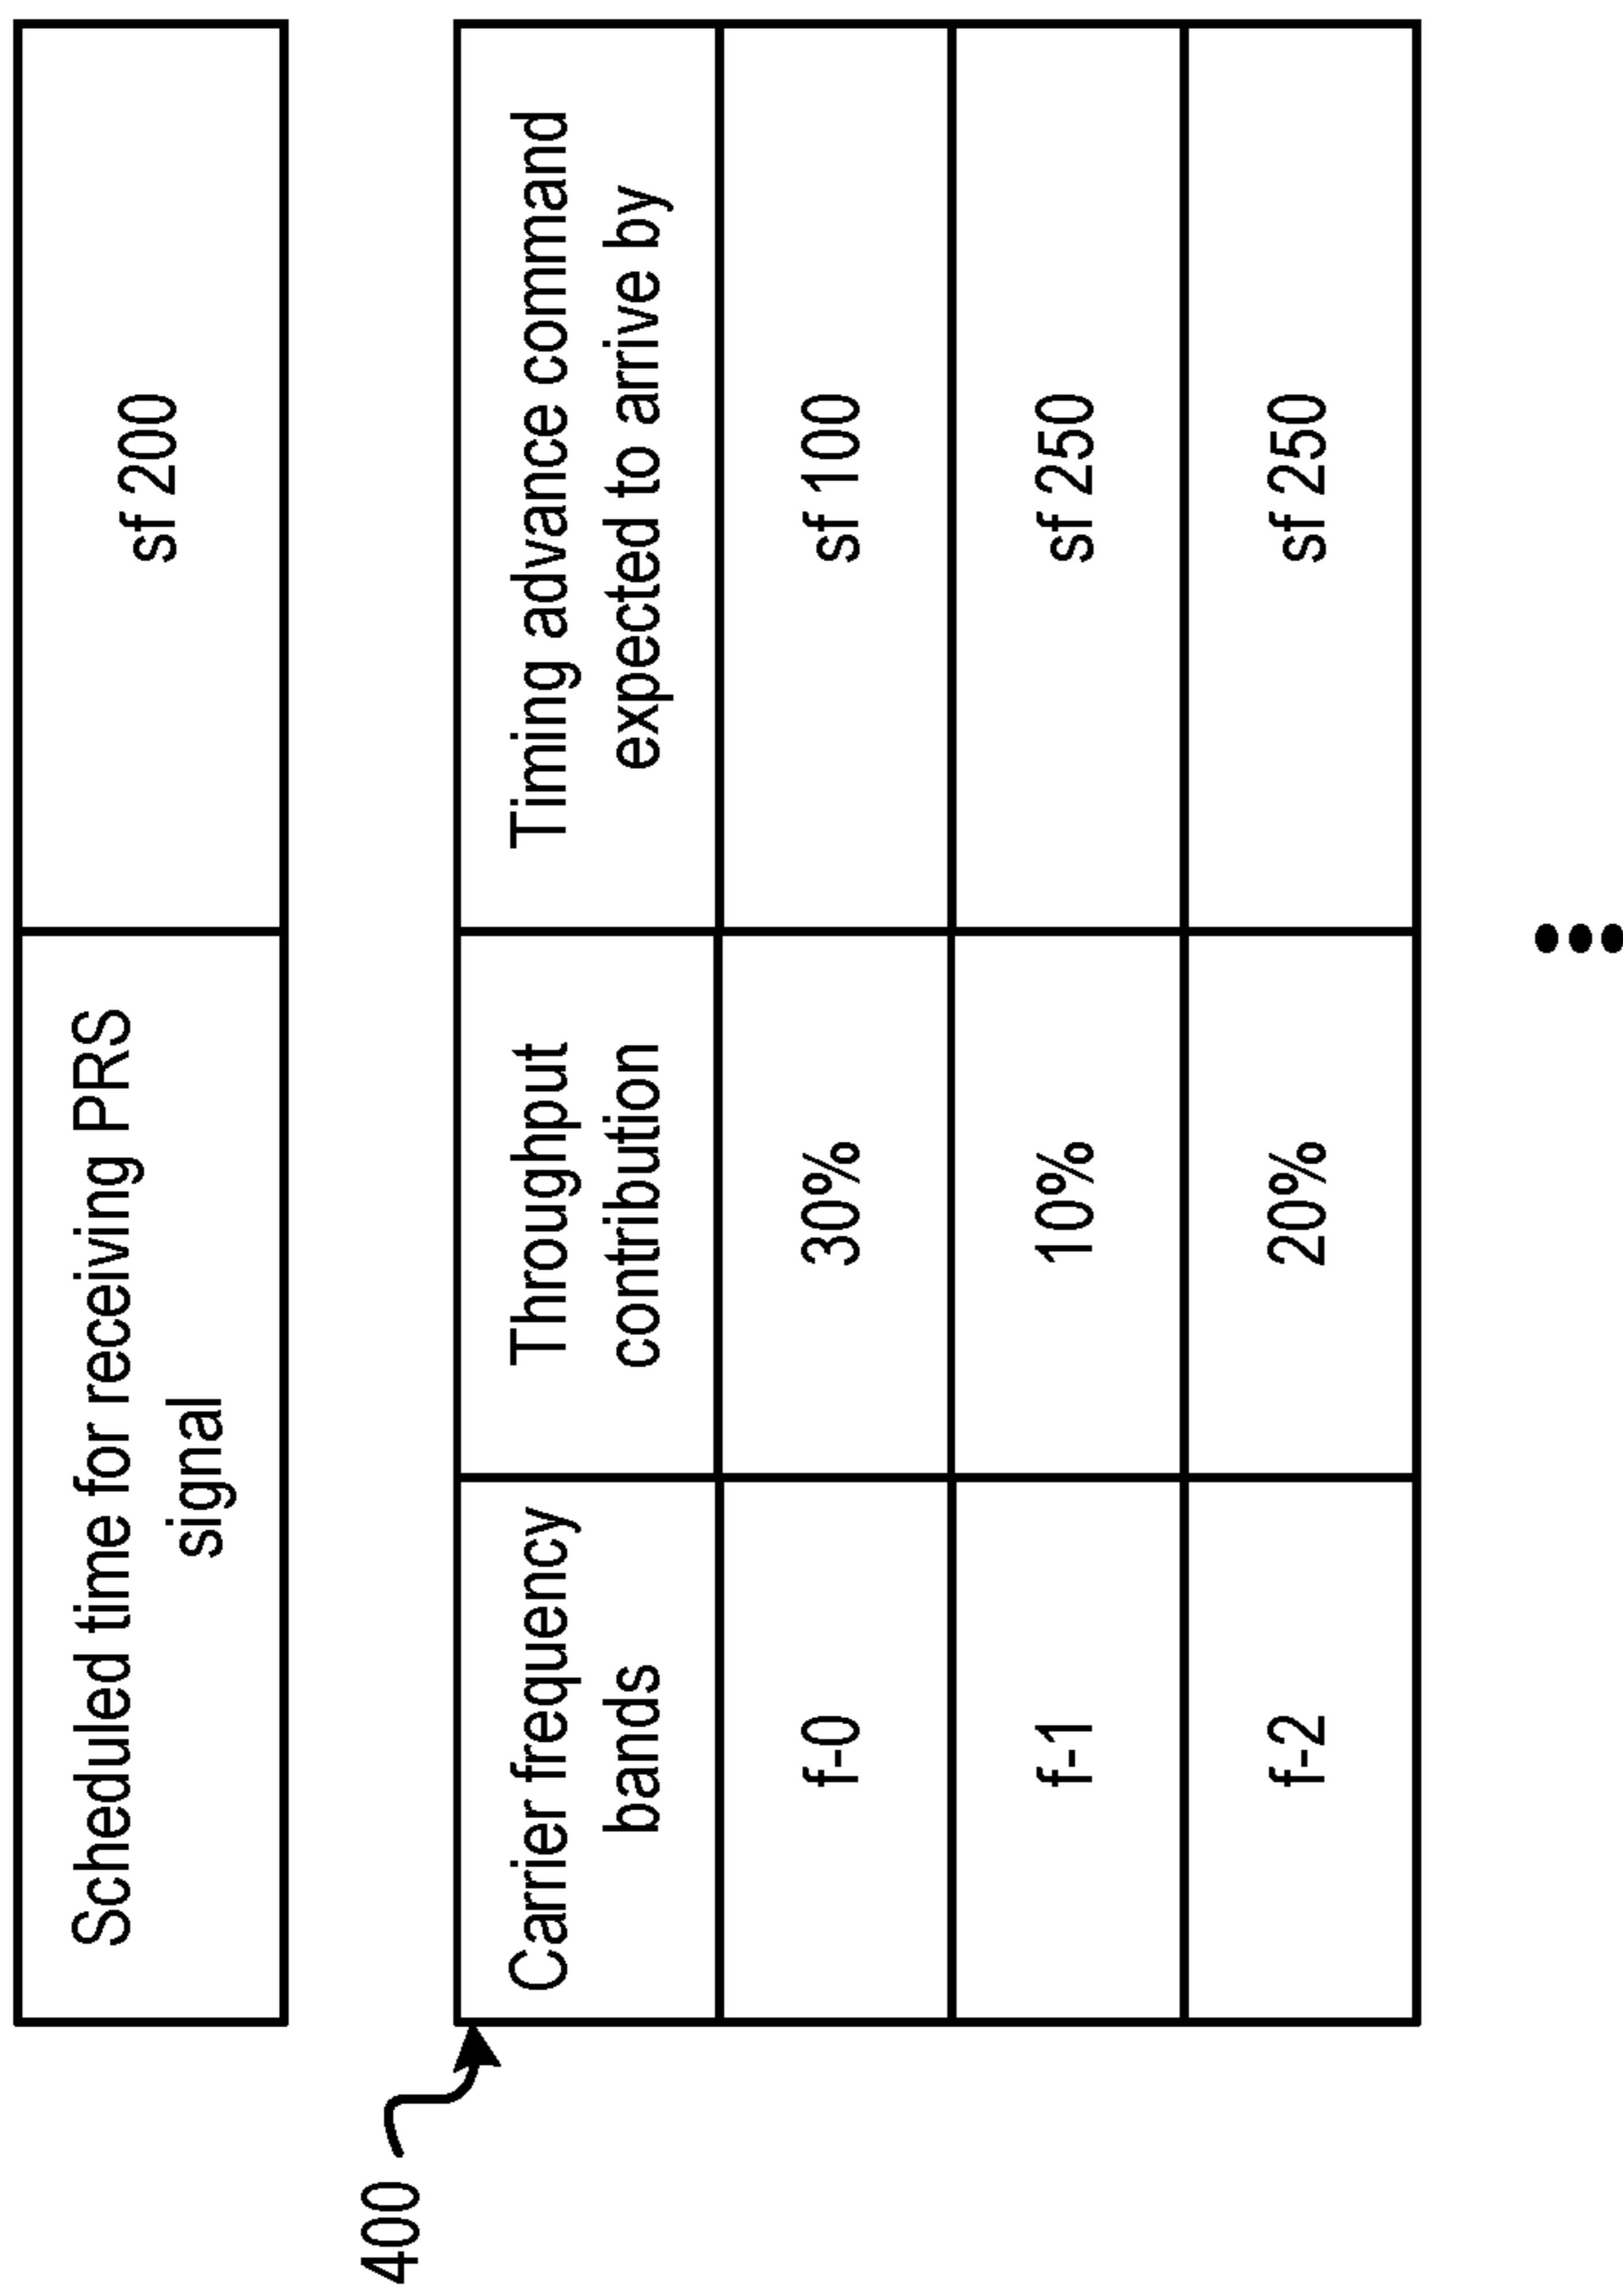 Scheduled time for receiving PRS
signal
sf 200
400
Carrier frequency
bands
Throughput
contribution
Timing advance command
expected to arrive by
f-0
30%
sf 100
f-1
10%
sf 250
f-2
20%
sf 250